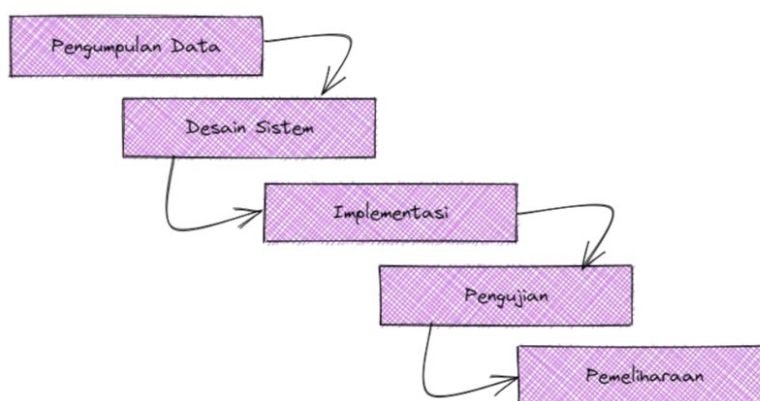 Pengumpulan Data
Desain Sistem
Implementasi
Pengujian
Pemeliharaan